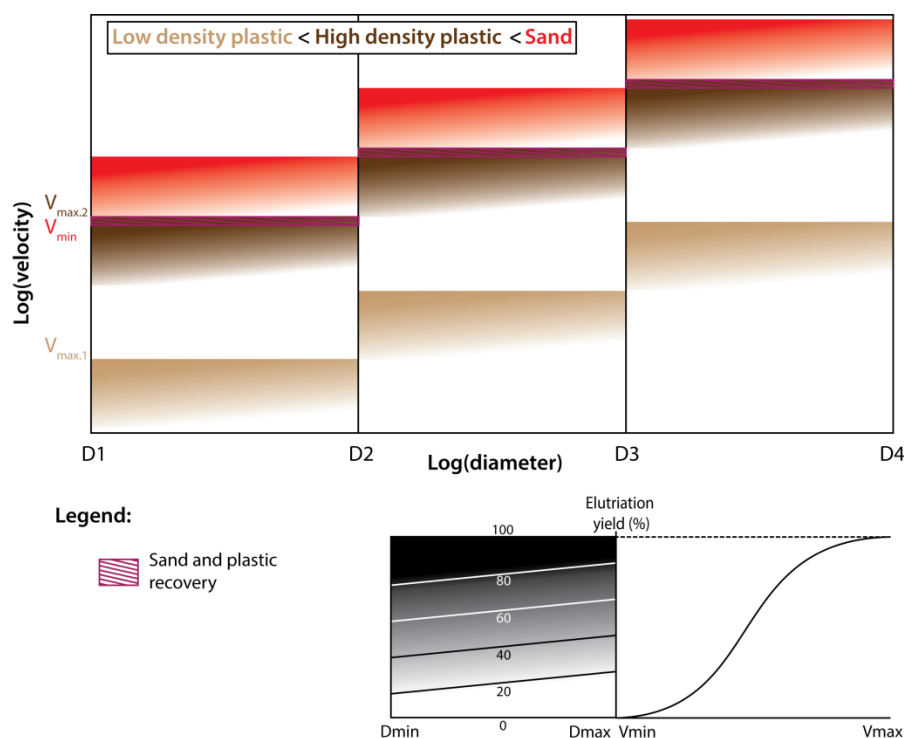 Low density plastic < High density plastic < Sand
Log(velocity)
Vmax.2
Vmin
Vmax.1
D1 D2 D3 D4
Log(diameter)
Legend:
Sand and plastic
recovery
Elutriation
yield (%)
100
80
60
40
20
0
Dmin Dmax Vmin Vmax